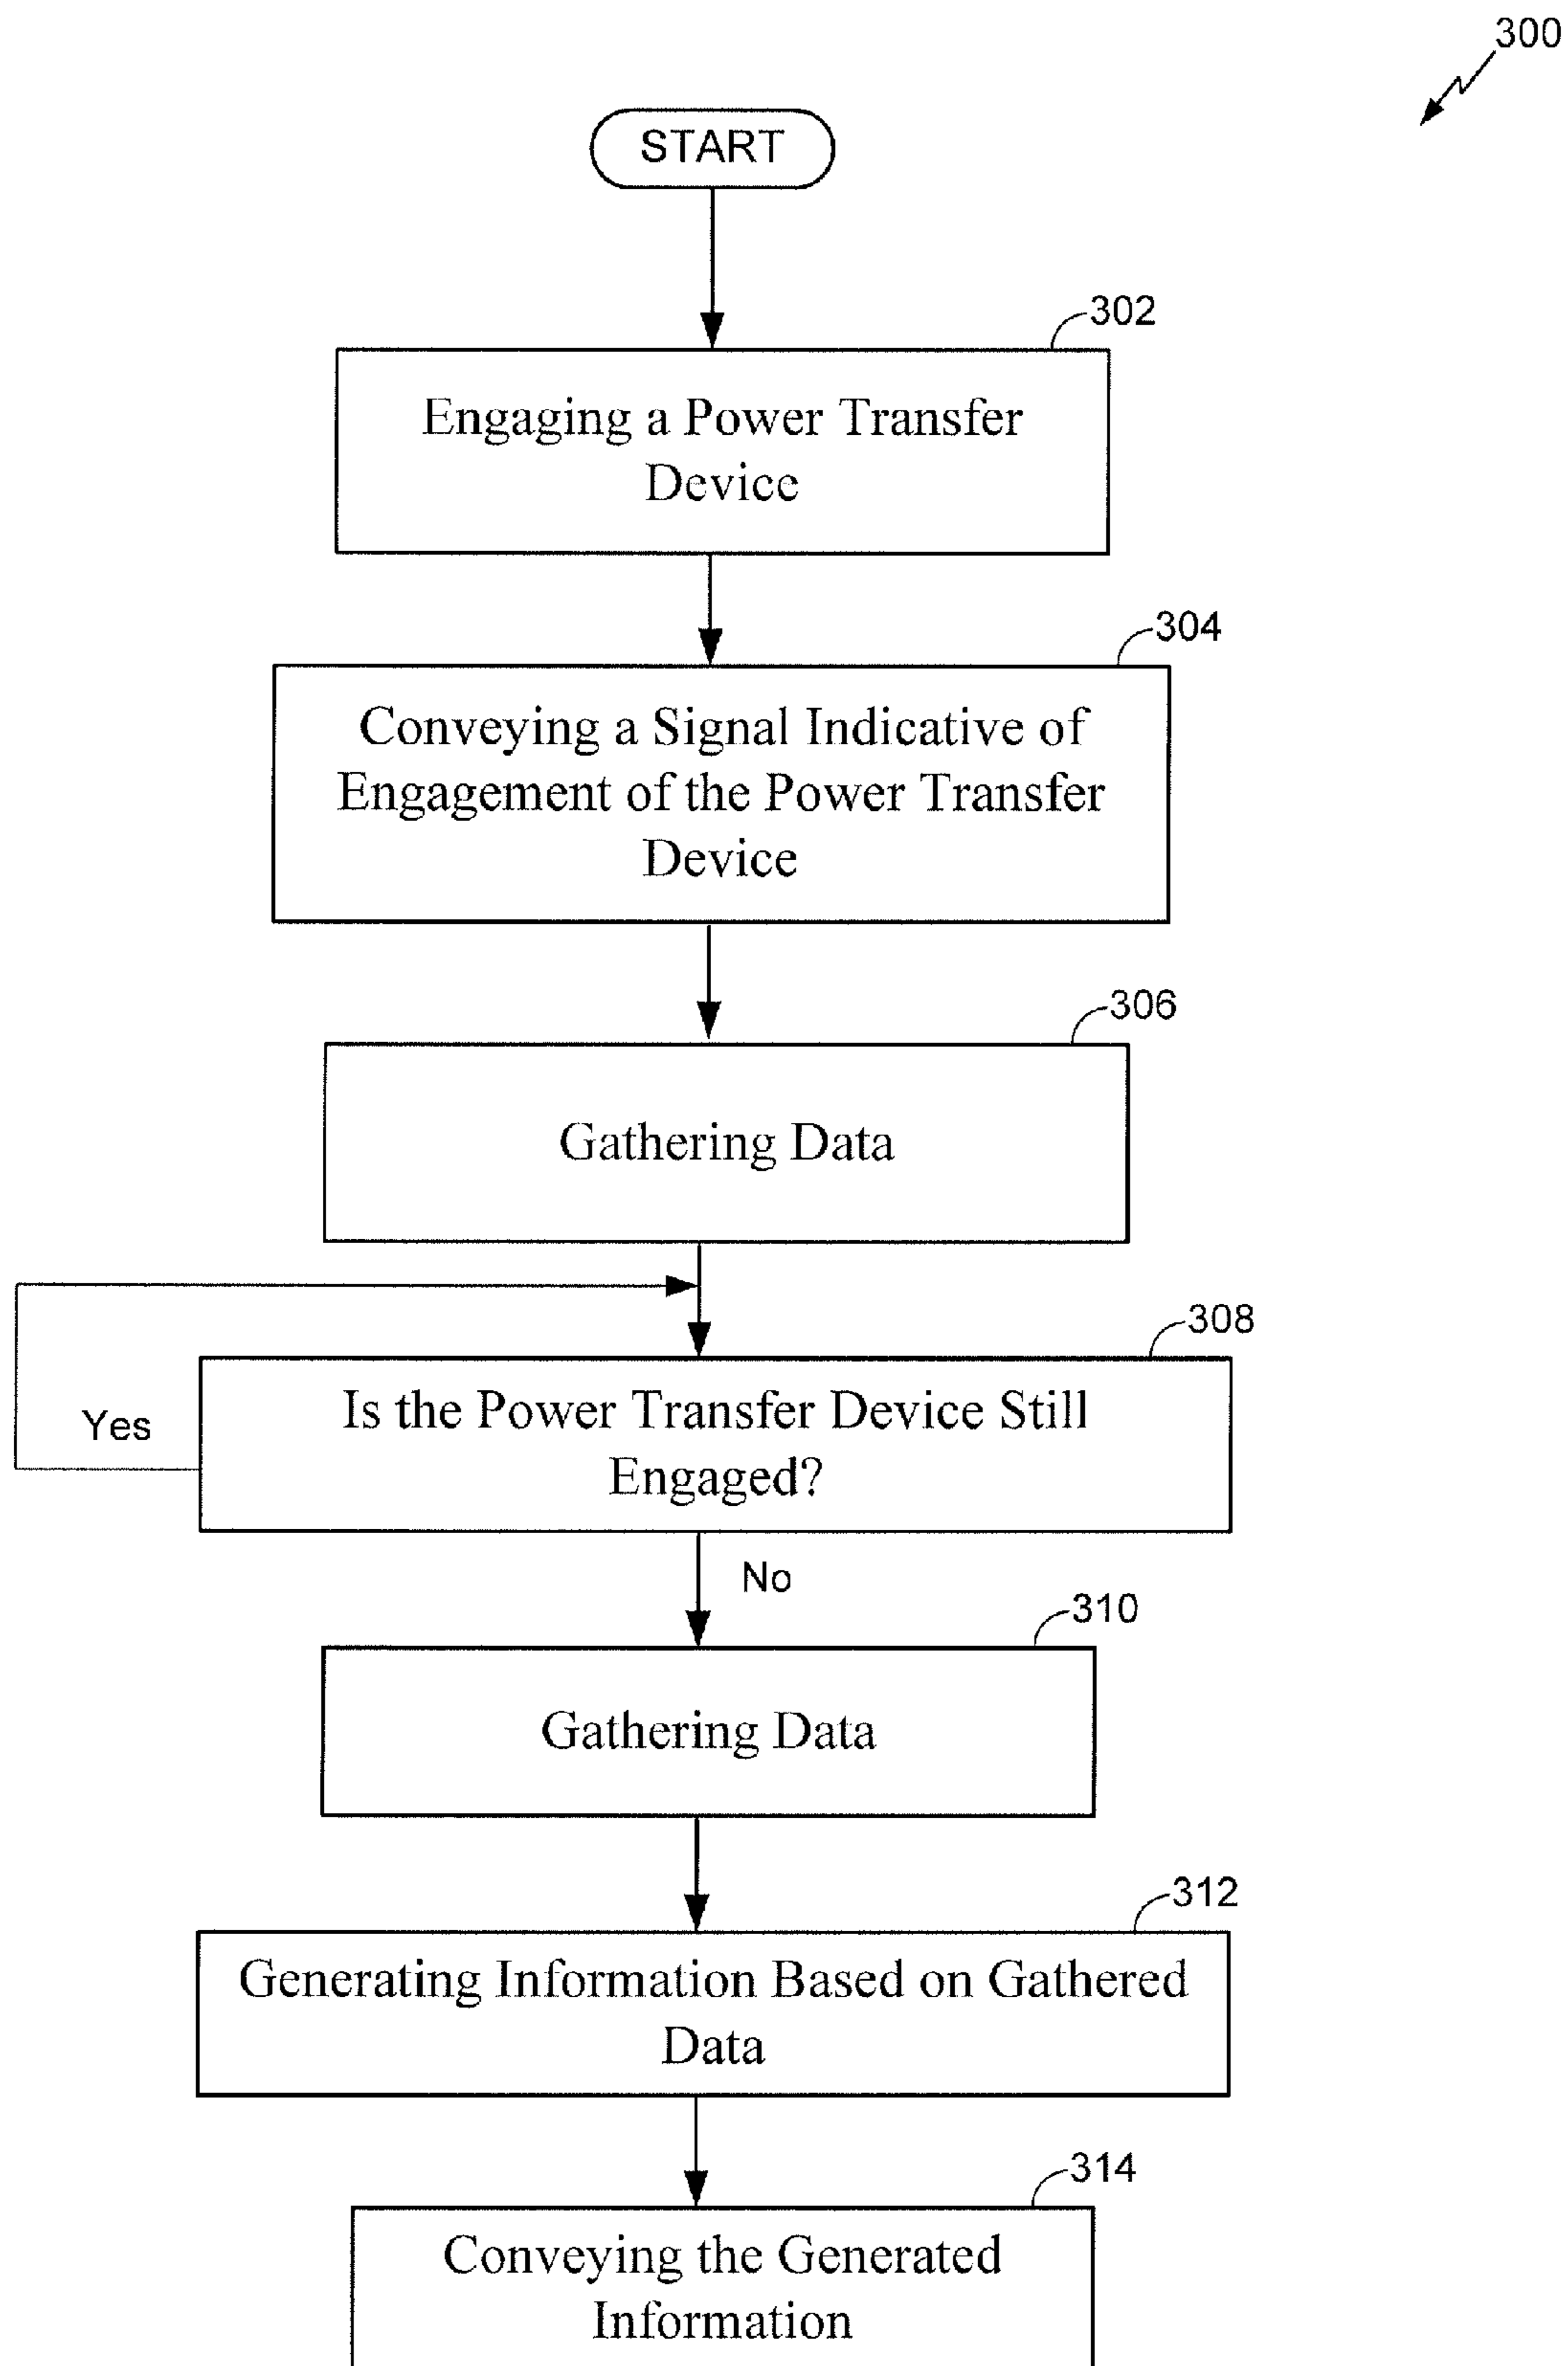 300
START
302
Engaging a Power Transfer
Device
304
Conveying a Signal Indicative of
Engagement of the Power Transfer
Device
306
Gathering Data
308
Is the Power Transfer Device Still
Engaged?
Yes
No
310
Gathering Data
312
Generating Information Based on Gathered
Data
314
Conveying the Generated
Information